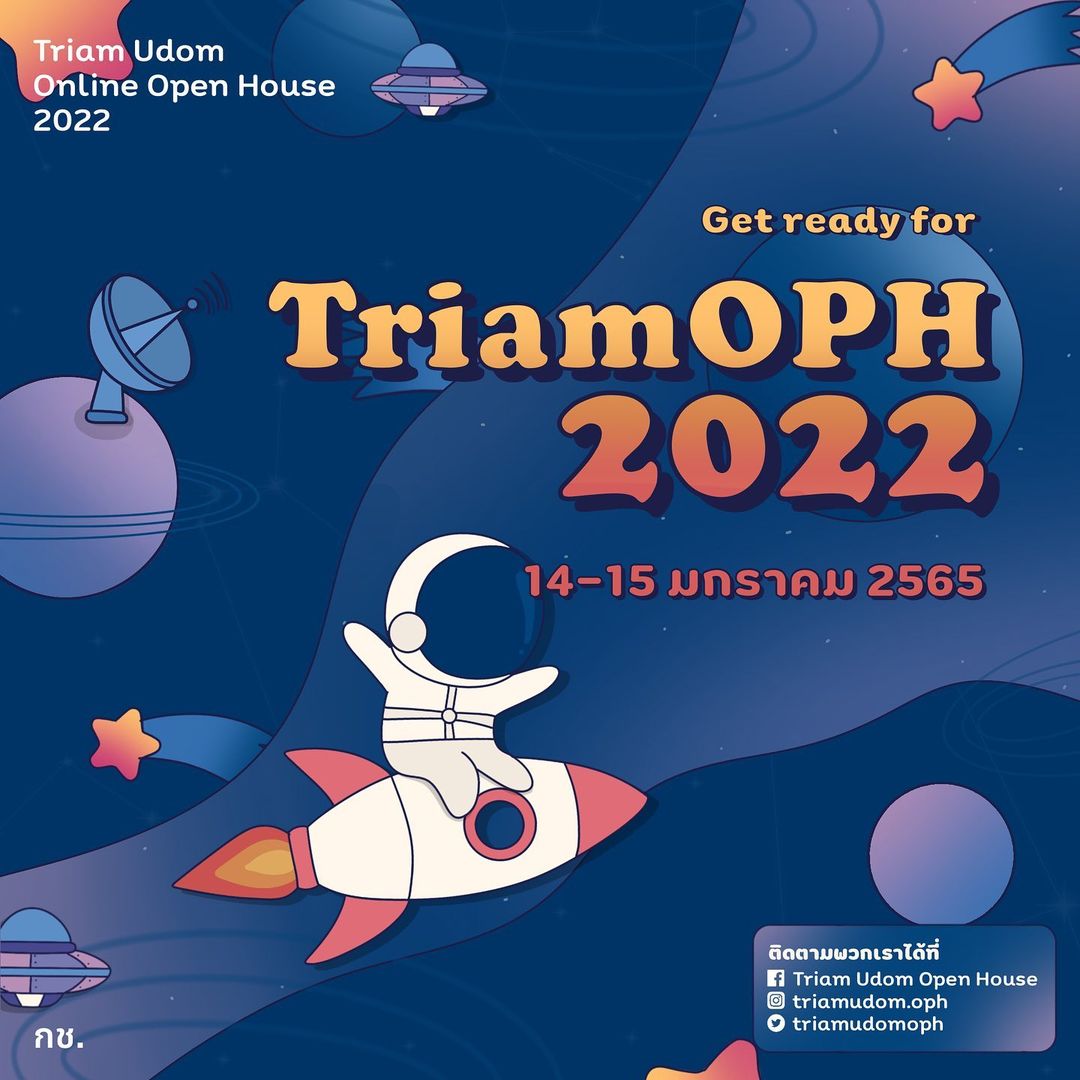 Triam Udom
Online Open House
2022
Get ready for
TriamOPH
2022
14-15 มกราคม 2565
ติดตามพวกเราได้ที่
Triam Udom Open House
triamudom.oph
triamudomoph
กช.